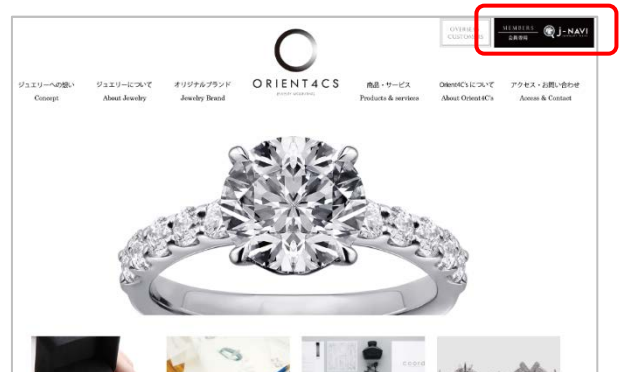 OVERSEAS
CUSTOMERS
MEMBERS
会員登録
j-NAVI
ORIENT4CS
ジュエリーへの想い
Concept
ジュエリーについて
About Jewelry
オリジナルブランド
Jewelry Brand
商品・サービス
Products & services
Orient4C'sについて
About Orient4C's
アクセス・お問い合わせ
Access & Contact